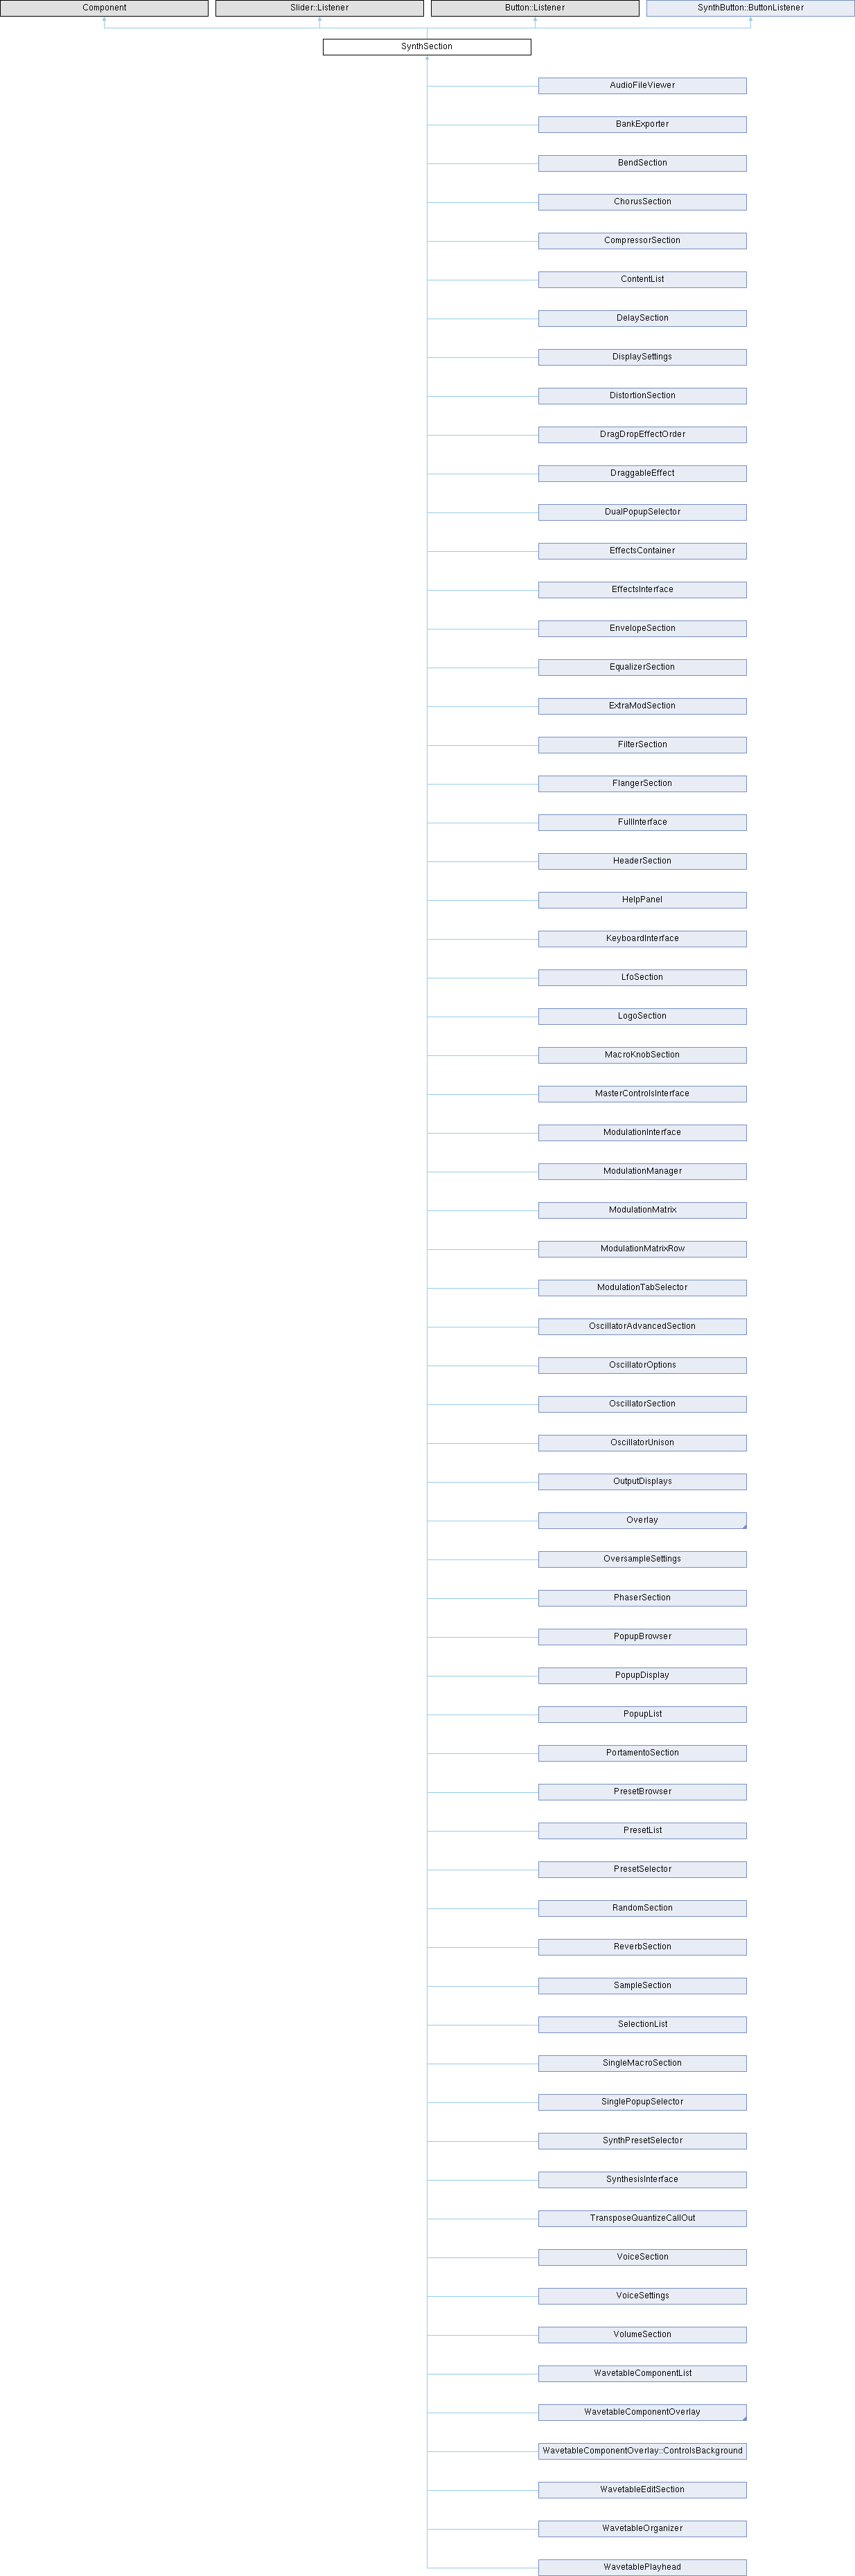 Component
Slider::Listener
Button::Listener
SynthButton::ButtonListener
SynthSection
AudioFileViewer
BankExporter
BendSection
ChorusSection
CompressorSection
ContentList
DelaySection
DisplaySettings
DistortionSection
DragDropEffectOrder
DraggableEffect
DualPopupSelector
EffectsContainer
EffectsInterface
EnvelopeSection
EqualizerSection
ExtraModSection
FilterSection
FlangerSection
FullInterface
HeaderSection
HelpPanel
KeyboardInterface
LfoSection
LogoSection
MacroKnobSection
MasterControlsInterface
ModulationInterface
ModulationManager
ModulationMatrix
ModulationMatrixRow
ModulationTabSelector
OscillatorAdvancedSection
OscillatorOptions
OscillatorSection
OscillatorUnison
OutputDisplays
Overlay
OversampleSettings
PhaserSection
PopupBrowser
PopupDisplay
PopupList
PortamentoSection
PresetBrowser
PresetList
PresetSelector
RandomSection
ReverbSection
SampleSection
SelectionList
SingleMacroSection
SinglePopupSelector
SynthPresetSelector
SynthesisInterface
TransposeQuantizeCallOut
VoiceSection
VoiceSettings
VolumeSection
WavetableComponentList
WavetableComponentOverlay
WavetableComponentOverlay::ControlsBackground
WavetableEditSection
WavetableOrganizer
WavetablePlayhead